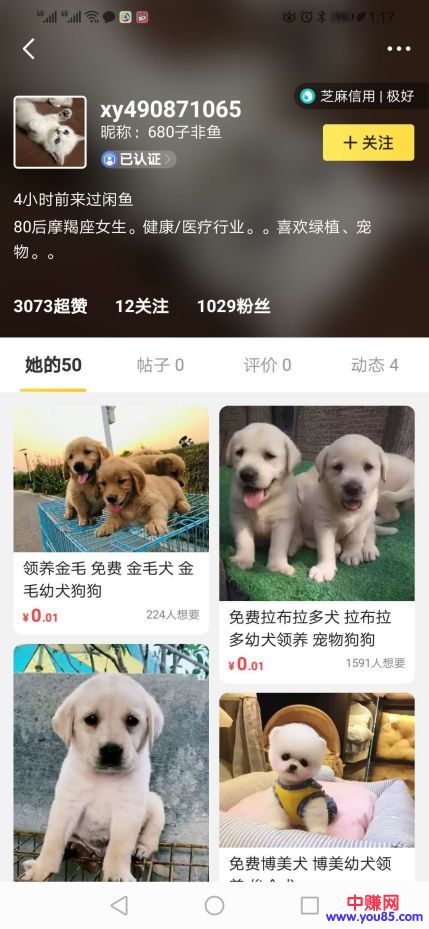 4G 4G 96 1:17
芝麻信用 | 极好
xy490871065
昵称：680子非鱼
已认证
+ 关注
4小时前来过闲鱼
80后摩羯座女生。健康/医疗行业。。喜欢绿植、宠
物。。
3073超赞 12关注 1029粉丝
她的50 帖子 0 评价 0 动态 4
领养金毛 免费 金毛犬 金
毛幼犬狗狗
¥0.01 224人想要
免费拉布拉多犬 拉布拉
多幼犬领养 宠物狗狗
¥0.01 1591人想要
免费博美犬 博美幼犬领
中赚网
www.you85.com